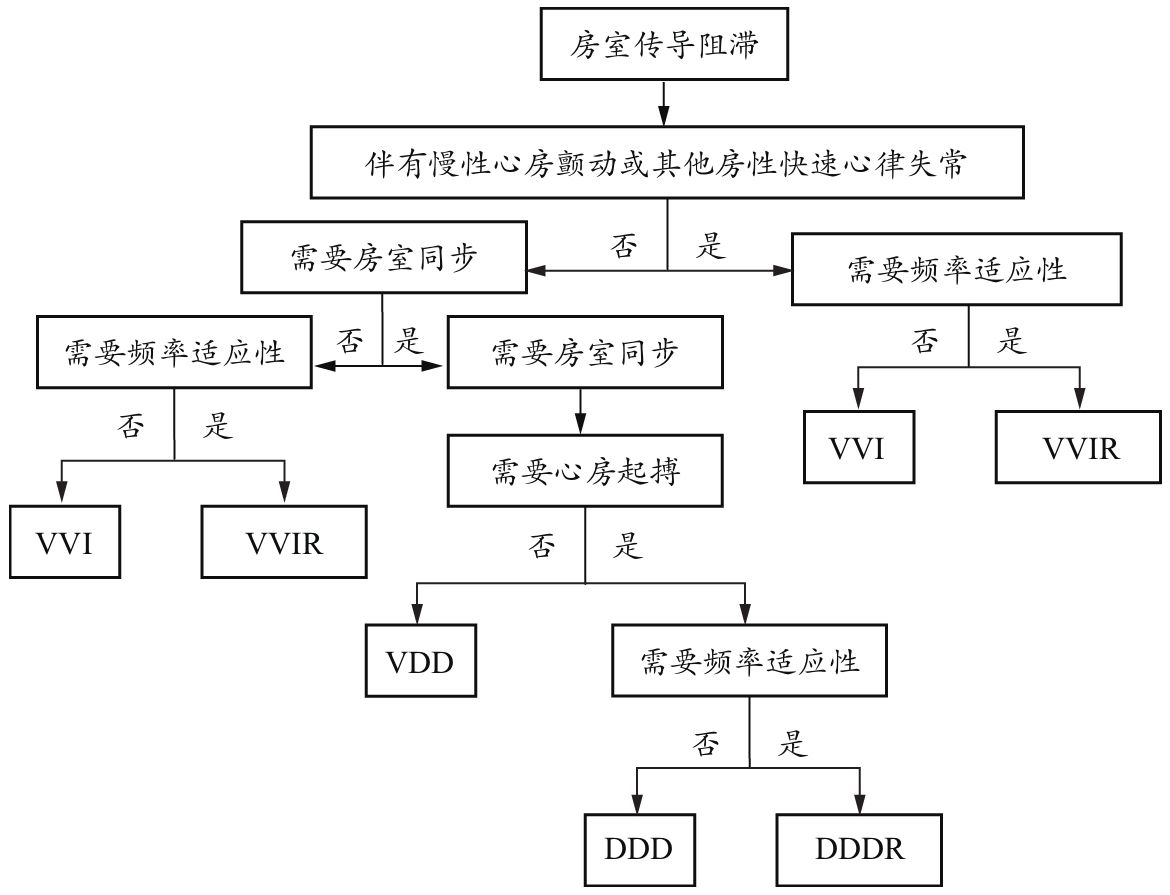 房室传导阻滞
伴有慢性心房颤动或其他房性快速心律失常
否 是
需要房室同步
需要频率适应性
否 是
需要频率适应性
需要房室同步
否 是
否 是
VVI
VVIR
需要心房起搏
VVI
VVIR
否 是
VDD
需要频率适应性
否 是
DDD
DDDR